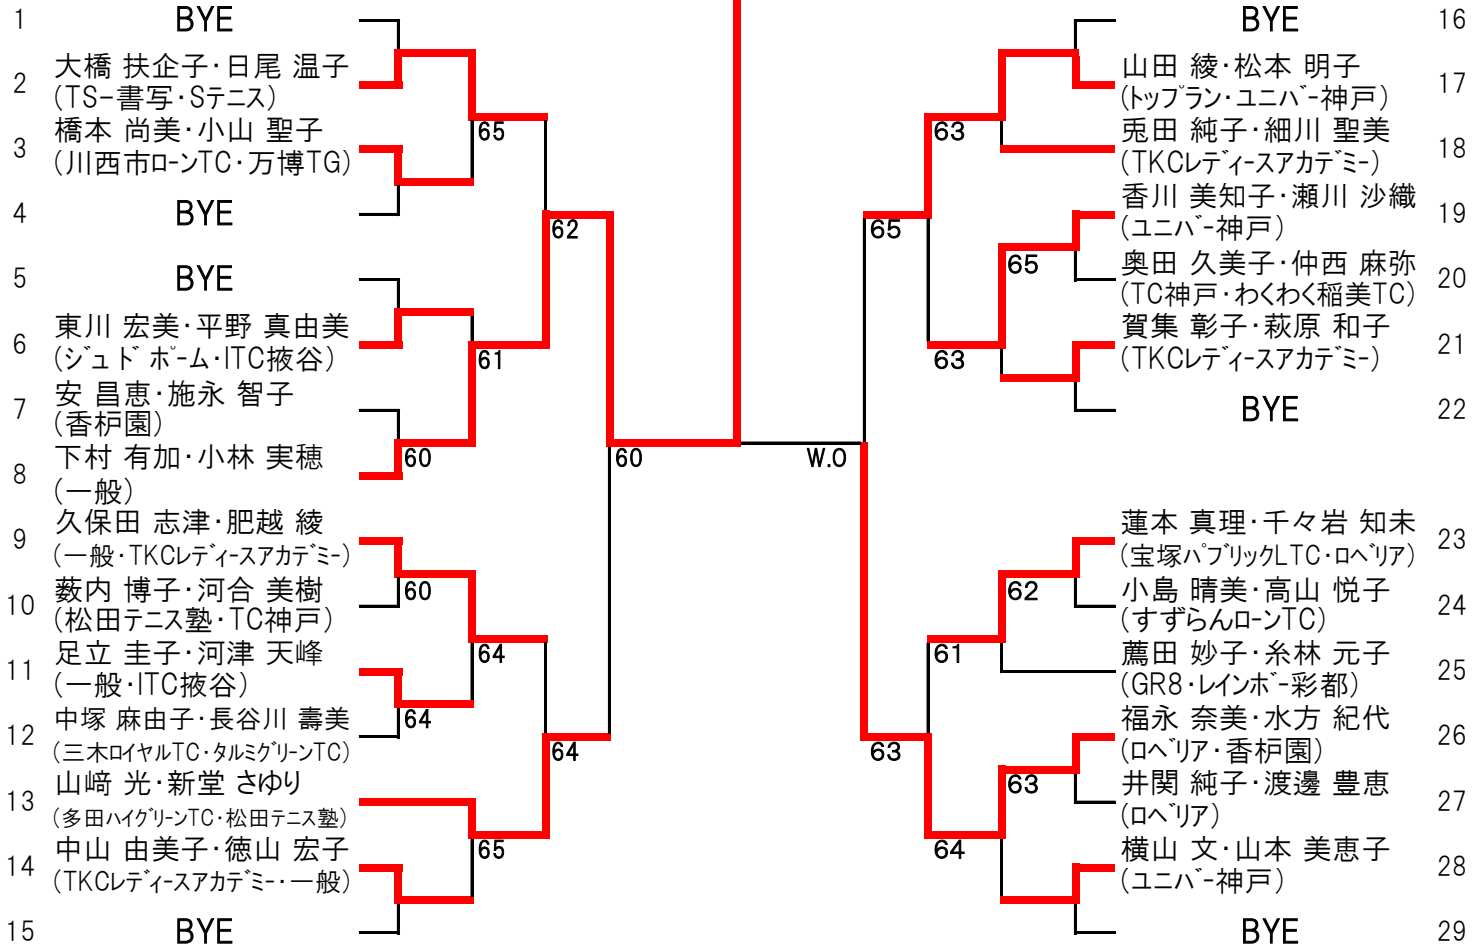 1 BYE
2 大橋 扶企子・日尾 温子
(TS-書写・Sテニス)
3 橋本 尚美・小山 聖子
(川西市ローンTC・万博TG)
4 BYE
5 BYE
6 東川 宏美・平野 真由美
(ジュ ド ポーム・ITC掖谷)
7 安 昌恵・施永 智子
(香枦園)
8 下村 有加・小林 実穂
(一般)
9 久保田 志津・肥越 綾
(一般・TKCレディースアカデミー)
10 薮内 博子・河合 美樹
(松田テニス塾・TC神戸)
11 足立 圭子・河津 天峰
(一般・ITC掖谷)
12 中塚 麻由子・長谷川 壽美
(三木ロイヤルTC・タルミグリーンTC)
13 山﨑 光・新堂 さゆり
(多田ハイグリーンTC・松田テニス塾)
14 中山 由美子・徳山 宏子
(TKCレディースアカデミー・一般)
15 BYE
65
62
61
60
60
60
64
64
64
65
W.O
63
65
65
63
62
61
63
63
64
BYE 16
山田 綾・松本 明子 17
(トップラン・ユニバー神戸)
兎田 純子・細川 聖美 18
(TKCレディースアカデミー)
香川 美知子・瀬川 沙織 19
(ユニバー神戸)
奥田 久美子・仲西 麻弥 20
(TC神戸・わくわく稲美TC)
賀集 彰子・萩原 和子 21
(TKCレディースアカデミー)
BYE 22
蓮本 真理・千々岩 知未 23
(宝塚パブリックLTC・ロベリア)
小島 晴美・高山 悦子 24
(すずらんローンTC)
薦田 妙子・糸林 元子 25
(GR8・レインボー彩都)
福永 奈美・水方 紀代 26
(ロベリア・香枦園)
井関 純子・渡邊 豊恵 27
(ロベリア)
横山 文・山本 美恵子 28
(ユニバー神戸)
BYE 29